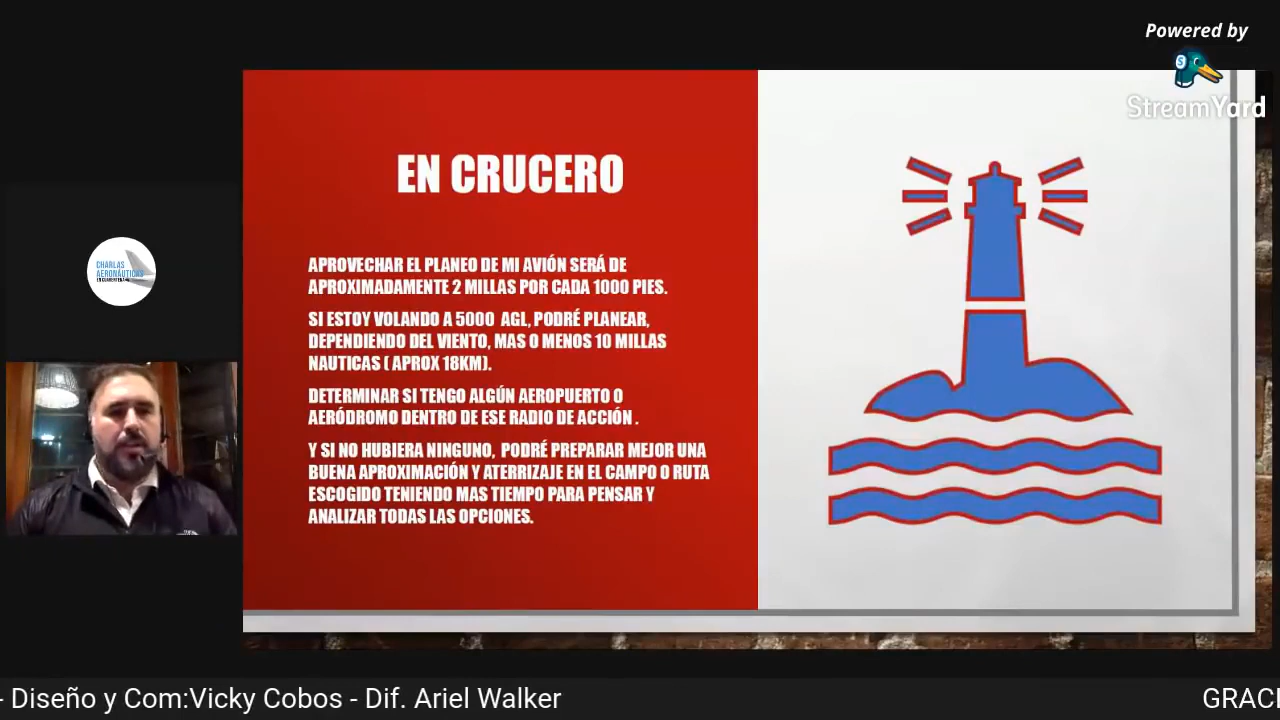 Powered by
StreamYard
EN CRUCERO
APROVECHAR EL PLANEO DE MI AVIÓN SERÁ DE
APROXIMADAMENTE 2 MILLAS POR CADA 1000 PIES.
SI ESTOY VOLANDO A 5000 AGL, PODRÉ PLANEAR,
DEPENDIENDO DEL VIENTO, MAS O MENOS 10 MILLAS
NAUTICAS ( APROX 18KM).
DETERMINAR SI TENGO ALGÚN AEROPUERTO O
AERÓDROMO DENTRO DE ESE RADIO DE ACCIÓN .
Y SI NO HUBIERA NINGUNO, PODRÉ PREPARAR MEJOR UNA
BUENA APROXIMACIÓN Y ATERRIZAJE EN EL CAMPO O RUTA
ESCOGIDO TENIENDO MAS TIEMPO PARA PENSAR Y
ANALIZAR TODAS LAS OPCIONES.
CHARLAS
AERONÁUTICAS
- Diseño y Com:Vicky Cobos - Dif. Ariel Walker
GRACI